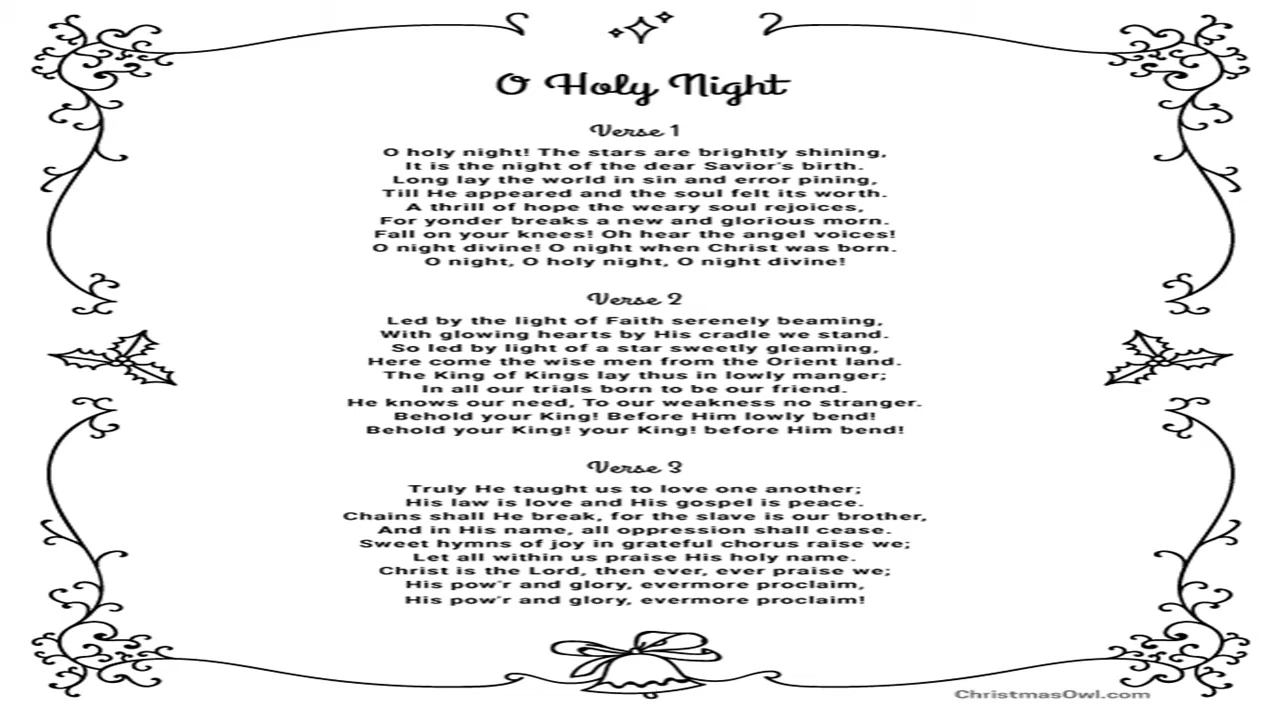 O Holy Night
Verse 1
O holy night! The stars are brightly shining,
It is the night of the dear Savior's birth.
Long lay the world in sin and error pining,
Till He appeared and the soul felt its worth.
A thrill of hope the weary soul rejoices,
For yonder breaks a new and glorious morn.
Fall on your knees! Oh hear the angel voices!
O night divine! O night when Christ was born.
O night, O holy night, O night divine!
Verse 2
Led by the light of Faith serenely beaming,
With glowing hearts by His cradle we stand.
So led by light of a star sweetly gleaming,
Here come the wise men from the Orient land.
The King of Kings lay thus in lowly manger;
In all our trials born to be our friend.
He knows our need, To our weakness no stranger.
Behold your King! Before Him lowly bend!
Behold your King! your King! before Him bend!
Verse 3
Truly He taught us to love one another;
His law is love and His gospel is peace.
Chains shall He break, for the slave is our brother,
And in His name, all oppression shall cease.
Sweet hymns of joy in grateful chorus raise we;
Let all within us praise His holy name.
Christ is the Lord, then ever, ever praise we;
His pow'r and glory, evermore proclaim,
His pow'r and glory, evermore proclaim!
ChristmasOwl.com